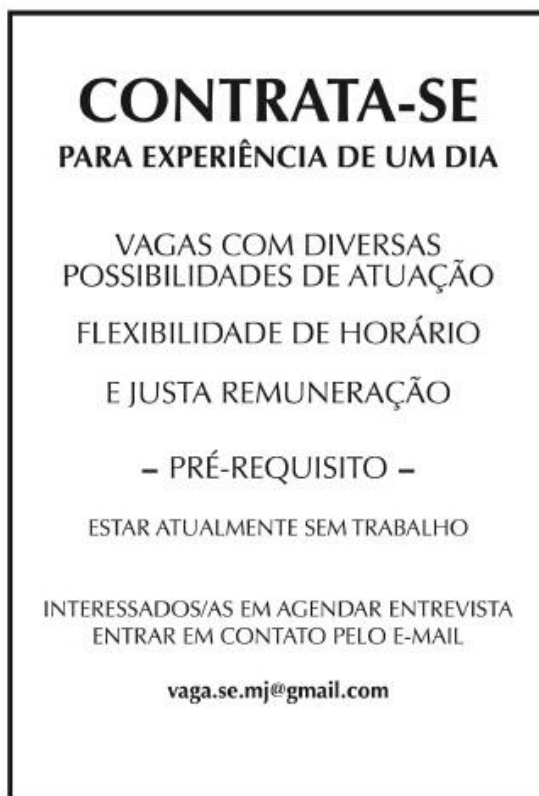 CONTRATA-SE
PARA EXPERIÊNCIA DE UM DIA
VAGAS COM DIVERSAS
POSSIBILIDADES DE ATUAÇÃO
FLEXIBILIDADE DE HORÁRIO
E JUSTA REMUNERAÇÃO
– PRÉ-REQUISITO –
ESTAR ATUALMENTE SEM TRABALHO
INTERESSADOS/AS EM AGENDAR ENTREVISTA
ENTRAR EM CONTATO PELO E-MAIL
vaga.se.mj@gmail.com